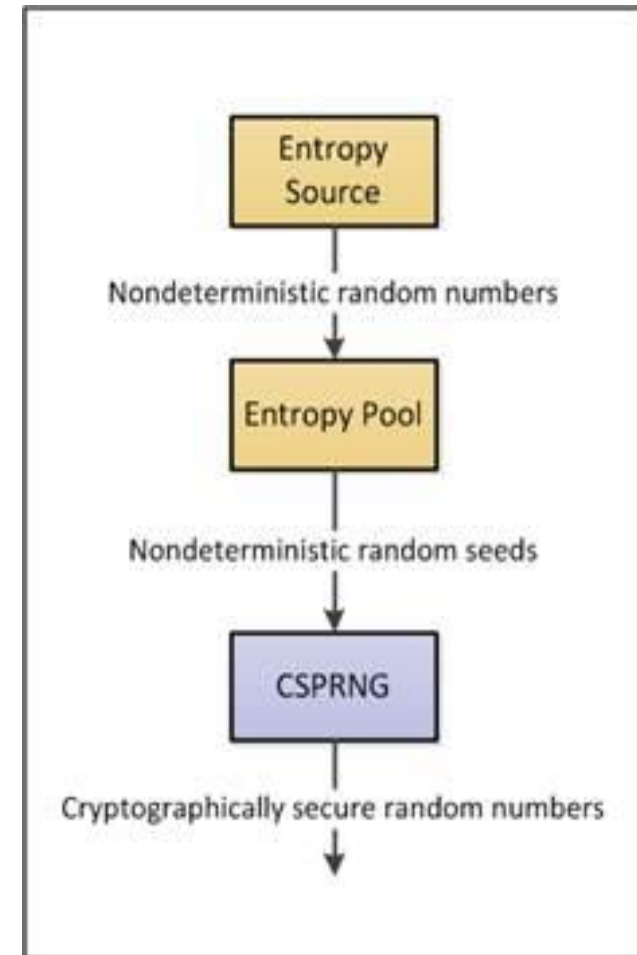 Entropy
Source
Nondeterministic random numbers
Entropy Pool
Nondeterministic random seeds
CSPRNG
Cryptographically secure random numbers